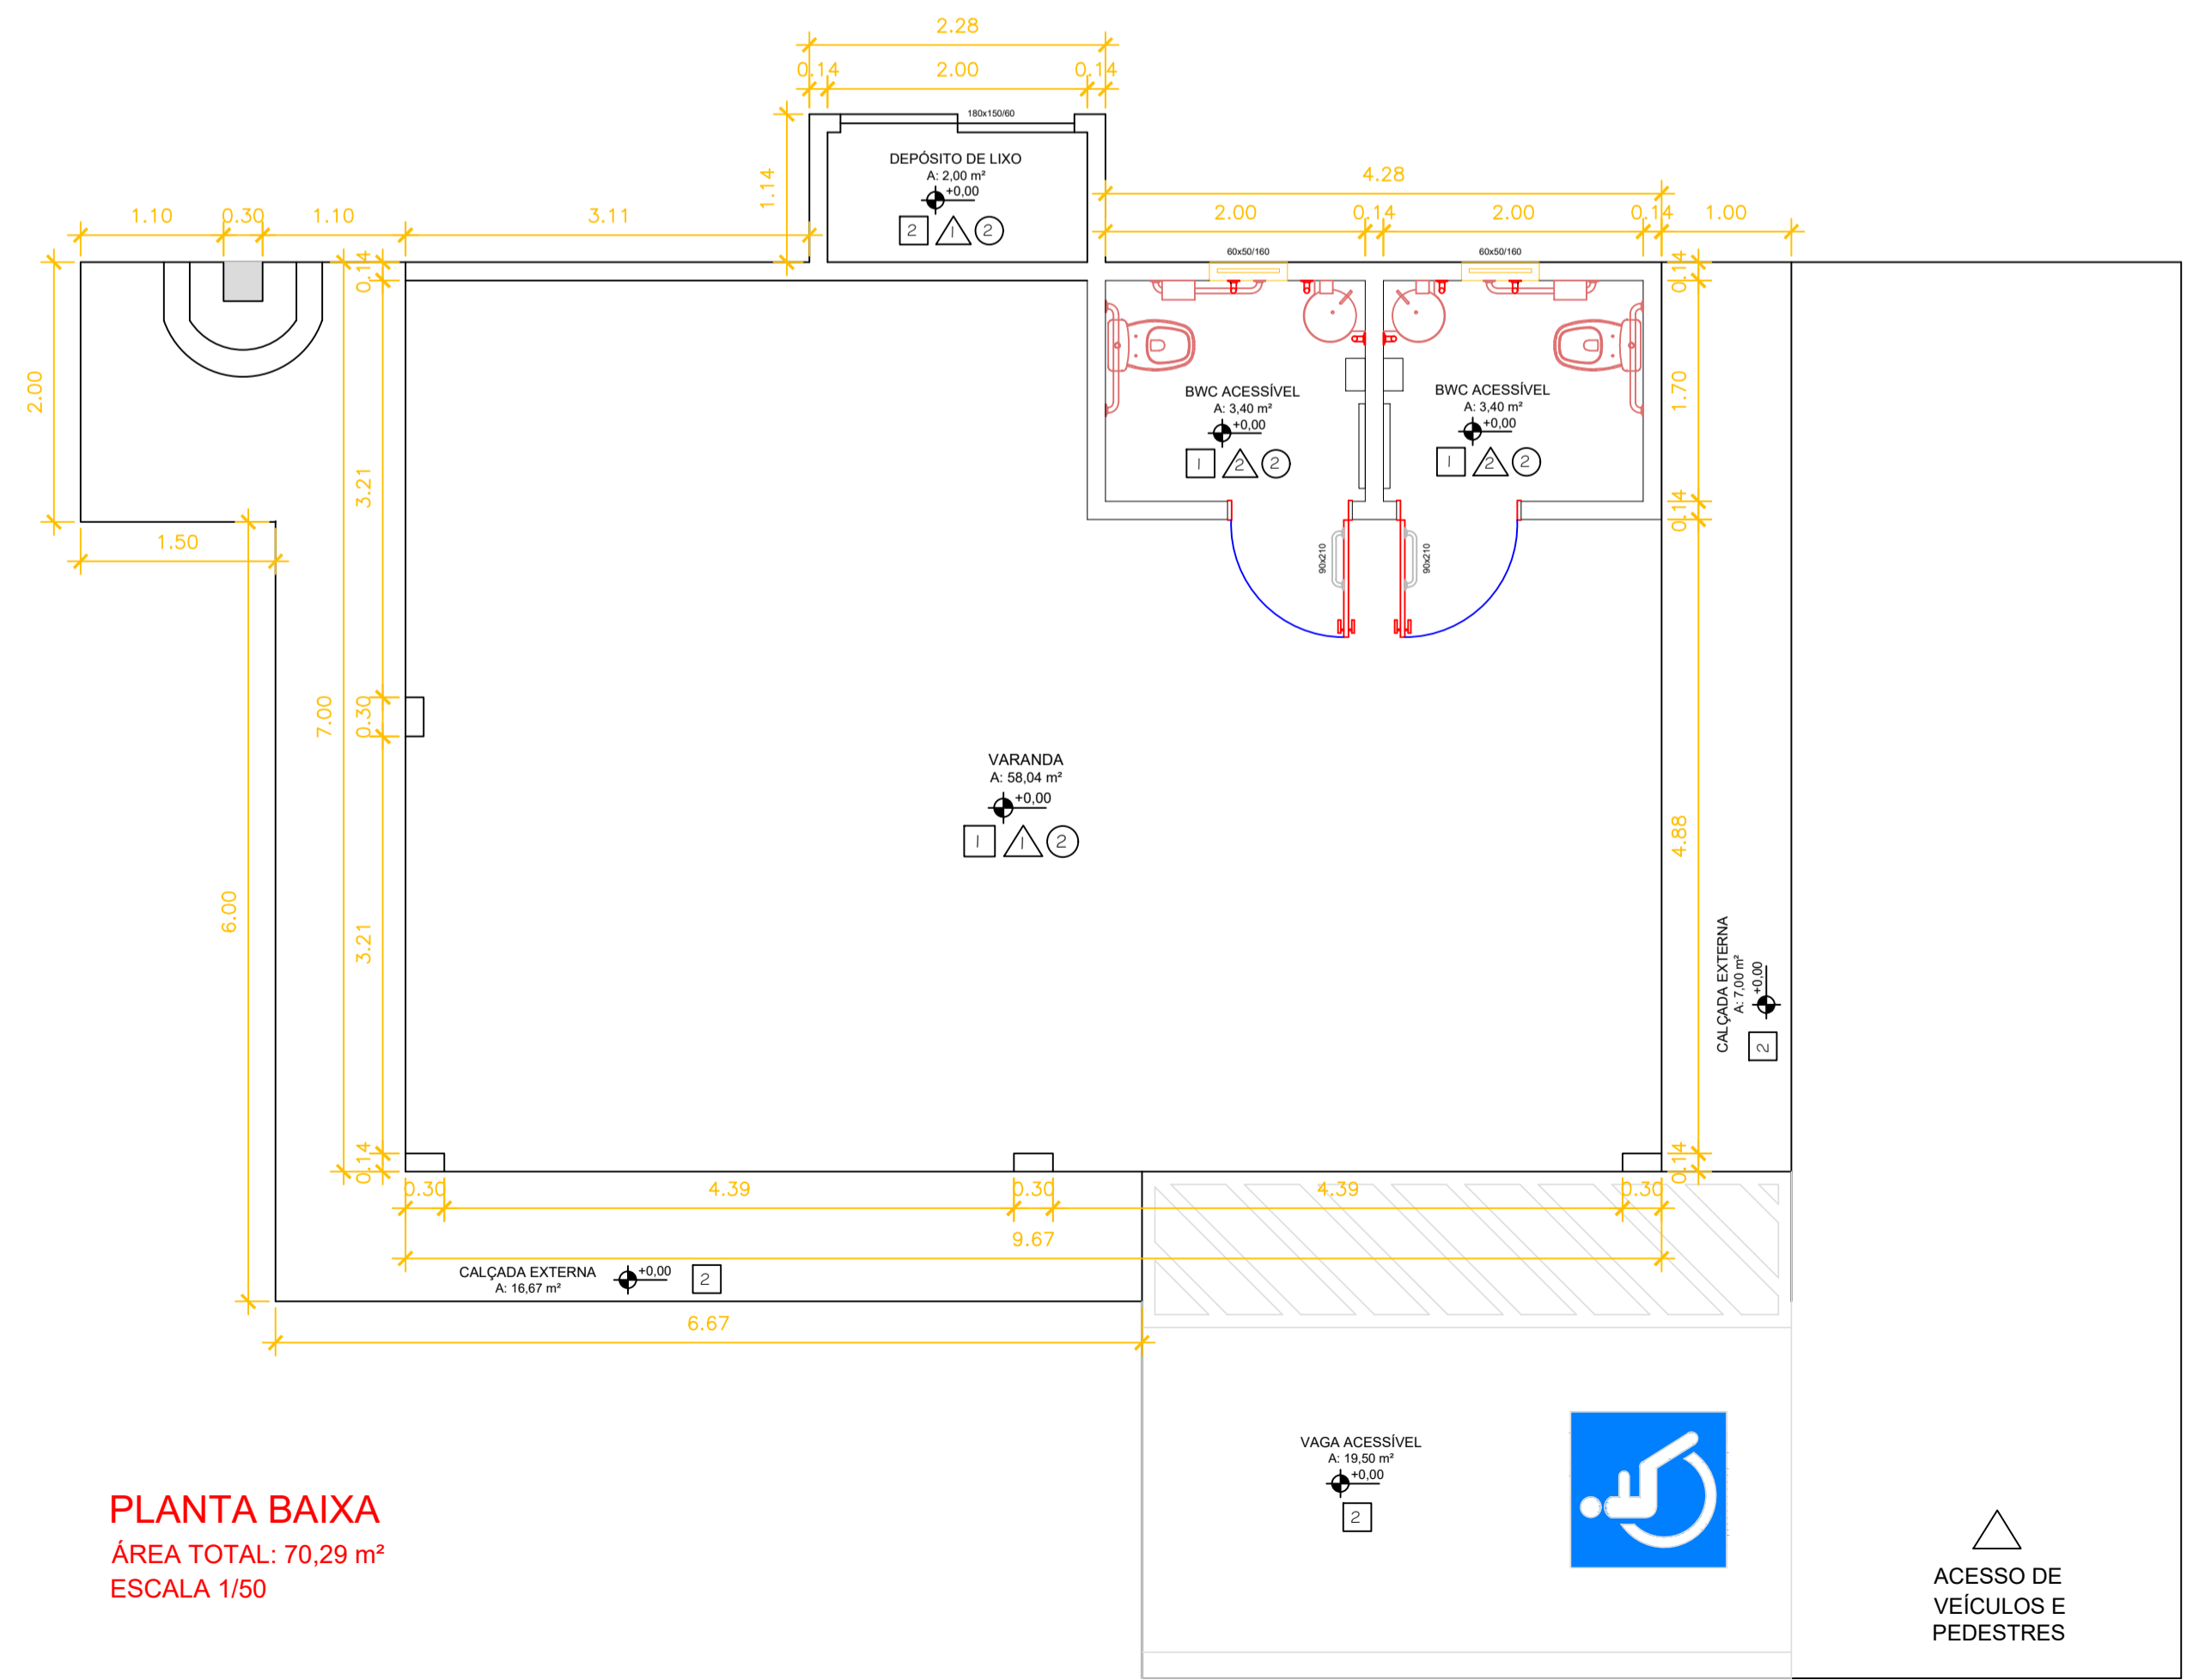 2.28
0.14 2.00 0.14
180x150/60
DEPÓSITO DE LIXO
A: 2,00 m²
+0,00
2 1 2
1.14
4.28
1.10 0.30 1.10 3.11
2.00 0.14 2.00 0.14 1.00
60x50/160 60x50/160
0.14
0.14
2.00
BWC ACESSÍVEL
A: 3,40 m²
+0,00
1 2 2
BWC ACESSÍVEL
A: 3,40 m²
+0,00
1 2 2
1.70
3.21
0.14
1.50
90x210
90x210
7.00
0.30
VARANDA
A: 58,04 m²
+0,00
1 1 2
4.88
6.00
3.21
CALÇADA EXTERNA
A: 7,00 m²
+0,00
2
0.14
0.14
0.30 4.39 0.30 4.39 0.30
9.67
CALÇADA EXTERNA
A: 16,67 m²
+0,00
2
6.67
VAGA ACESSÍVEL
A: 19,50 m²
+0,00
2
PLANTA BAIXA
ÁREA TOTAL: 70,29 m²
ESCALA 1/50
ACESSO DE
VEÍCULOS E
PEDESTRES